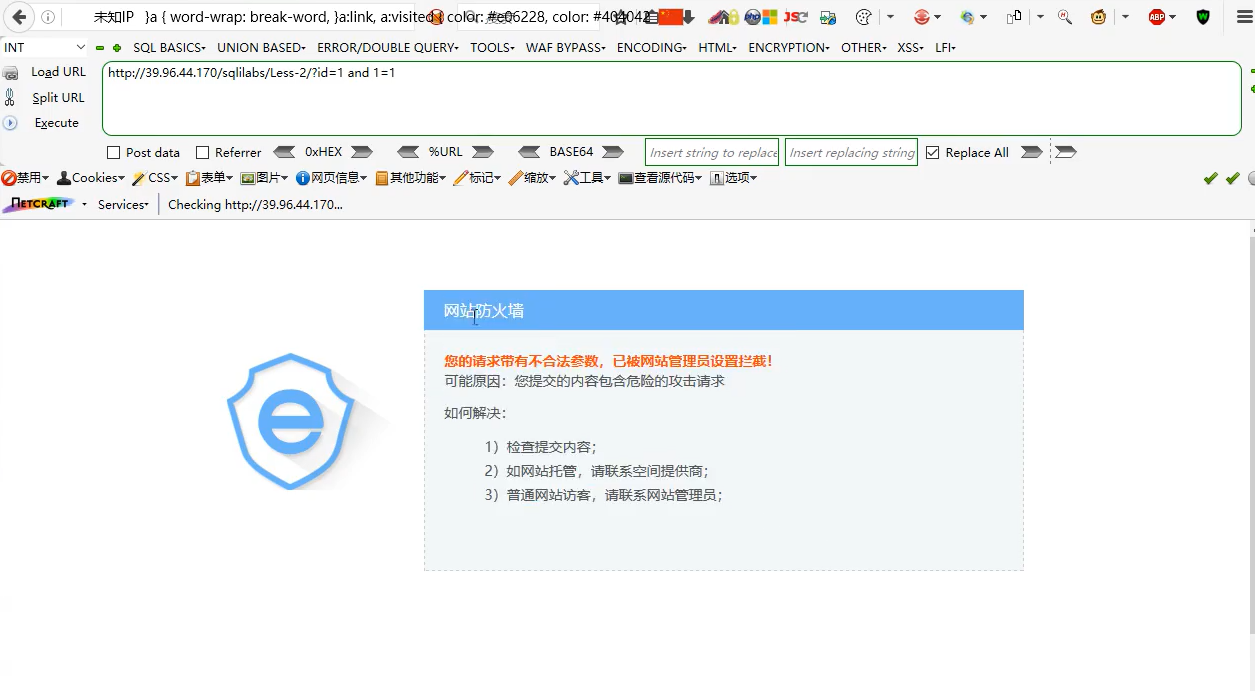 未知IP }a { word-wrap: break-word, }a:link, a:visited { color: #e06228, color: #404042
INT SQL BASICS UNION BASED ERROR/DOUBLE QUERY TOOLS WAF BYPASS ENCODING HTML ENCRYPTION OTHER XSS LFI
Load URL http://39.96.44.170/sqlilabs/Less-2/?id=1 and 1=1
Split URL
Execute
Post data Referrer 0xHEX %URL BASE64 Insert string to replace Insert replacing string Replace All
禁用 Cookies CSS 表单 图片 网页信息 其他功能 标记 缩放 工具 查看源代码 选项
NETCRAFT Services Checking http://39.96.44.170...
网站防火墙
您的请求带有不合法参数，已被网站管理员设置拦截！
可能原因：您提交的内容包含危险的攻击请求
如何解决：
1）检查提交内容；
2）如网站托管，请联系空间提供商；
3）普通网站访客，请联系网站管理员；